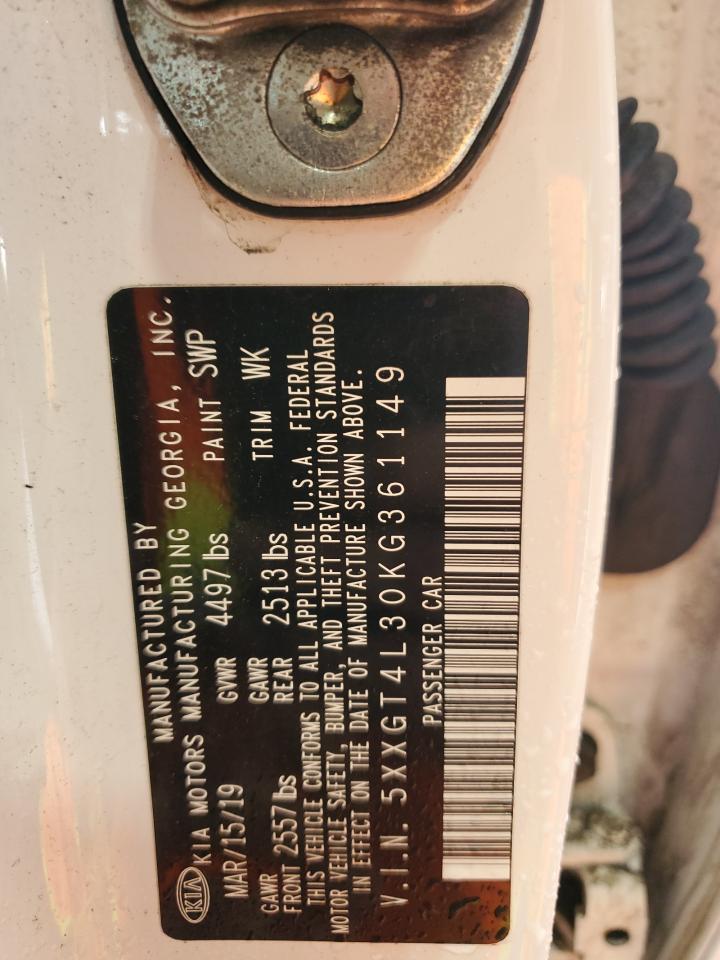 MANUFACTURED BY
KIA KIA MOTORS MANUFACTURING GEORGIA, INC.
MAR/15/19 GVWR 4497 lbs PAINT SWP
GAWR FRONT 2557 lbs GAWR REAR 2513 lbs TRIM WK
THIS VEHICLE CONFORMS TO ALL APPLICABLE U.S.A. FEDERAL
MOTOR VEHICLE SAFETY, BUMPER, AND THEFT PREVENTION STANDARDS
IN EFFECT ON THE DATE OF MANUFACTURE SHOWN ABOVE.
V.I.N. 5XXGT4L30KG361149
PASSENGER CAR